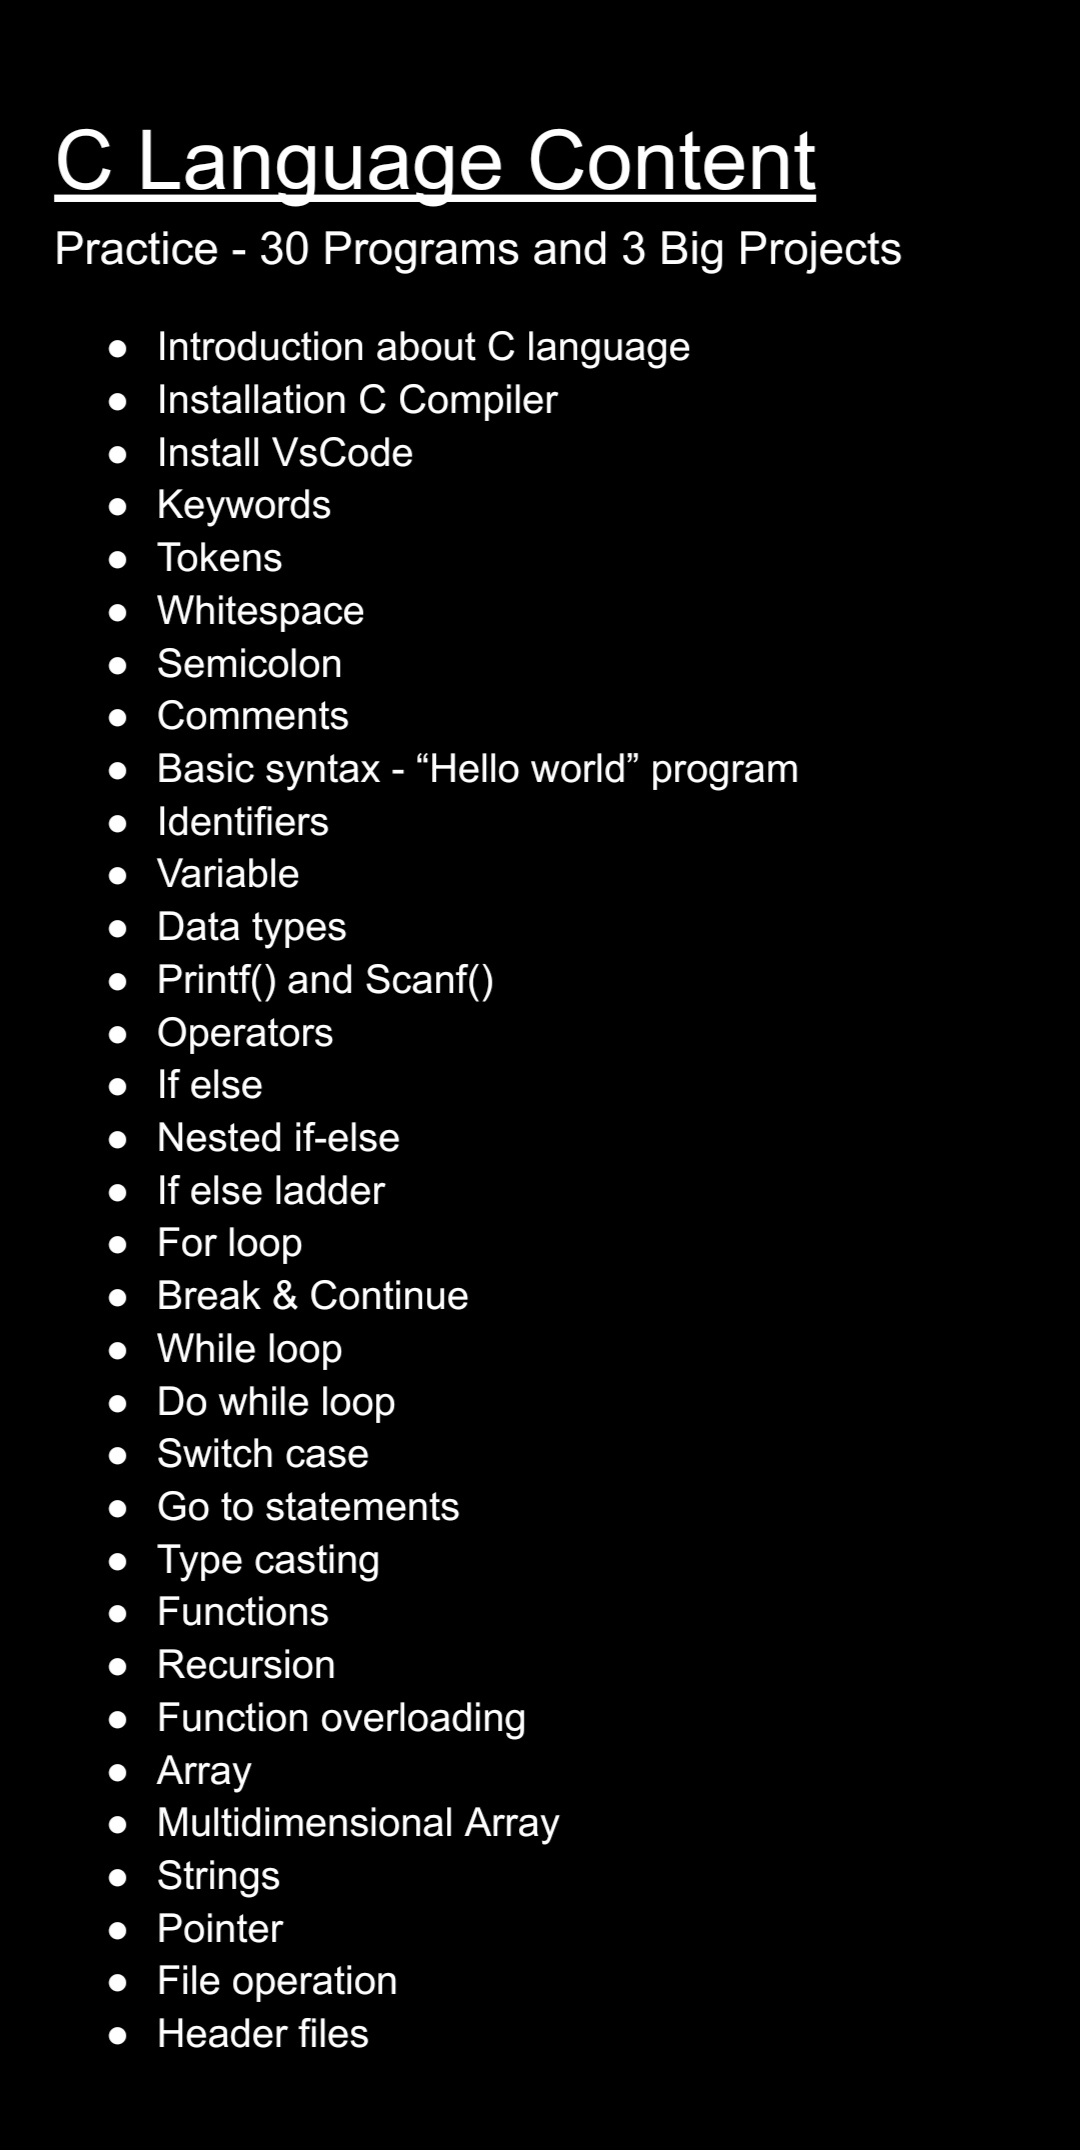 C Language Content
Practice - 30 Programs and 3 Big Projects
● Introduction about C language
● Installation C Compiler
● Install VsCode
● Keywords
● Tokens
● Whitespace
● Semicolon
● Comments
● Basic syntax - “Hello world” program
● Identifiers
● Variable
● Data types
● Printf() and Scanf()
● Operators
● If else
● Nested if-else
● If else ladder
● For loop
● Break & Continue
● While loop
● Do while loop
● Switch case
● Go to statements
● Type casting
● Functions
● Recursion
● Function overloading
● Array
● Multidimensional Array
● Strings
● Pointer
● File operation
● Header files